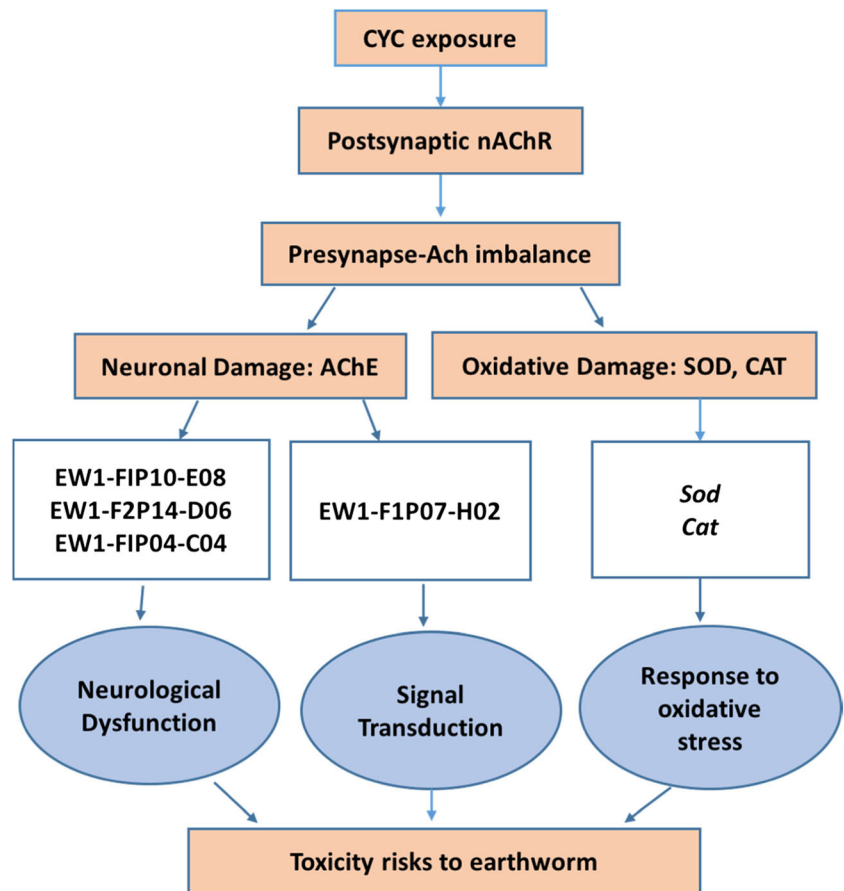 CYC exposure
Postsynaptic nAChR
Presynapse-Ach imbalance
Neuronal Damage: AChE
Oxidative Damage: SOD, CAT
EW1-FIP10-E08
EW1-F2P14-D06
EW1-FIP04-C04
EW1-F1P07-H02
Sod
Cat
Neurological
Dysfunction
Signal
Transduction
Response to
oxidative
stress
Toxicity risks to earthworm